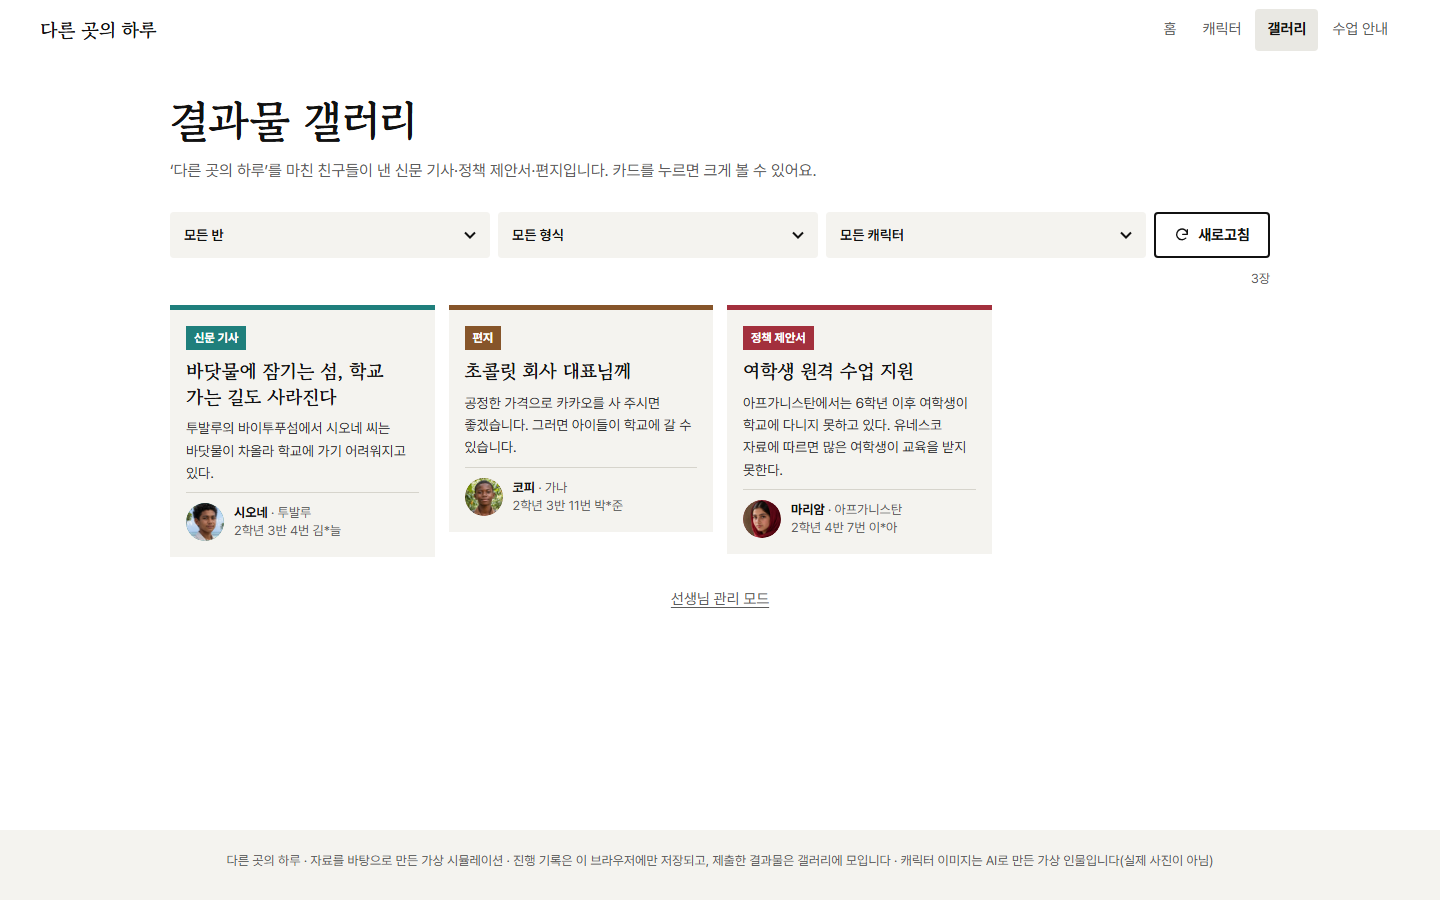 다른 곳의 하루
홈
캐릭터
갤러리
수업 안내
결과물 갤러리
‘다른 곳의 하루’를 마친 친구들이 낸 신문 기사·정책 제안서·편지입니다. 카드를 누르면 크게 볼 수 있어요.
모든 반
모든 형식
모든 캐릭터
새로고침
3장
신문 기사
바닷물에 잠기는 섬, 학교
가는 길도 사라진다
투발루의 바이투푸섬에서 시오네 씨는
바닷물이 차올라 학교에 가기 어려워지고
있다.
시오네 · 투발루
2학년 3반 4번 김*늘
편지
초콜릿 회사 대표님께
공정한 가격으로 카카오를 사 주시면
좋겠습니다. 그러면 아이들이 학교에 갈 수
있습니다.
코피 · 가나
2학년 3반 11번 박*준
정책 제안서
여학생 원격 수업 지원
아프가니스탄에서는 6학년 이후 여학생이
학교에 다니지 못하고 있다. 유네스코
자료에 따르면 많은 여학생이 교육을 받지
못한다.
마리암 · 아프가니스탄
2학년 4반 7번 이*아
선생님 관리 모드
다른 곳의 하루 · 자료를 바탕으로 만든 가상 시뮬레이션 · 진행 기록은 이 브라우저에만 저장되고, 제출한 결과물은 갤러리에 모입니다 · 캐릭터 이미지는 AI로 만든 가상 인물입니다(실제 사진이 아님)